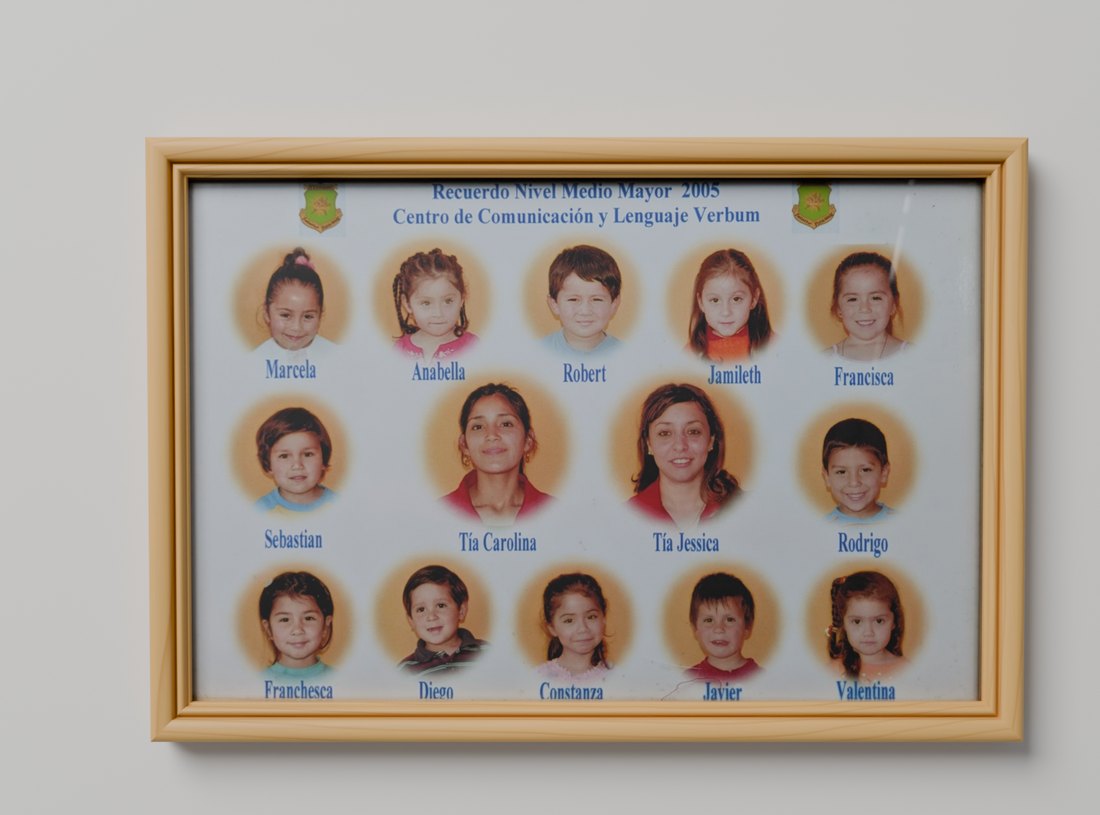 Recuerdo Nivel Medio Mayor 2005
Centro de Comunicación y Lenguaje Verbum
Marcela Anabella Robert Jamileth Francisca
Sebastian Tía Carolina Tía Jessica Rodrigo
Franchesca Diego Constanza Javier Valentina